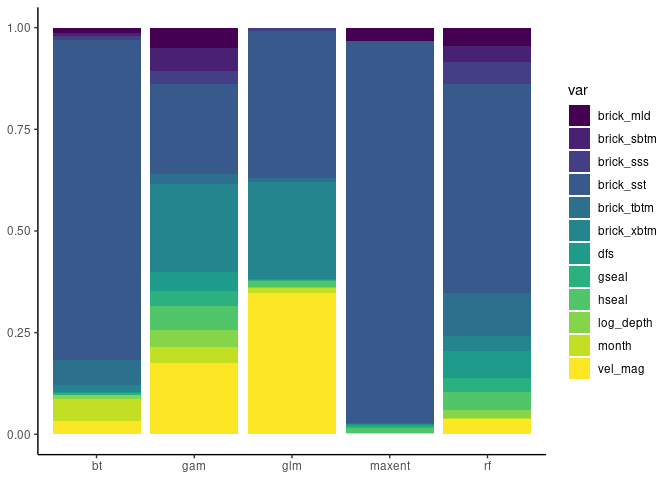 1.00
0.75
0.50
0.25
0.00
bt gam glm maxent rf
var
brick_mld
brick_sbtm
brick_sss
brick_sst
brick_tbtm
brick_xbtm
dfs
gseal
hseal
log_depth
month
vel_mag